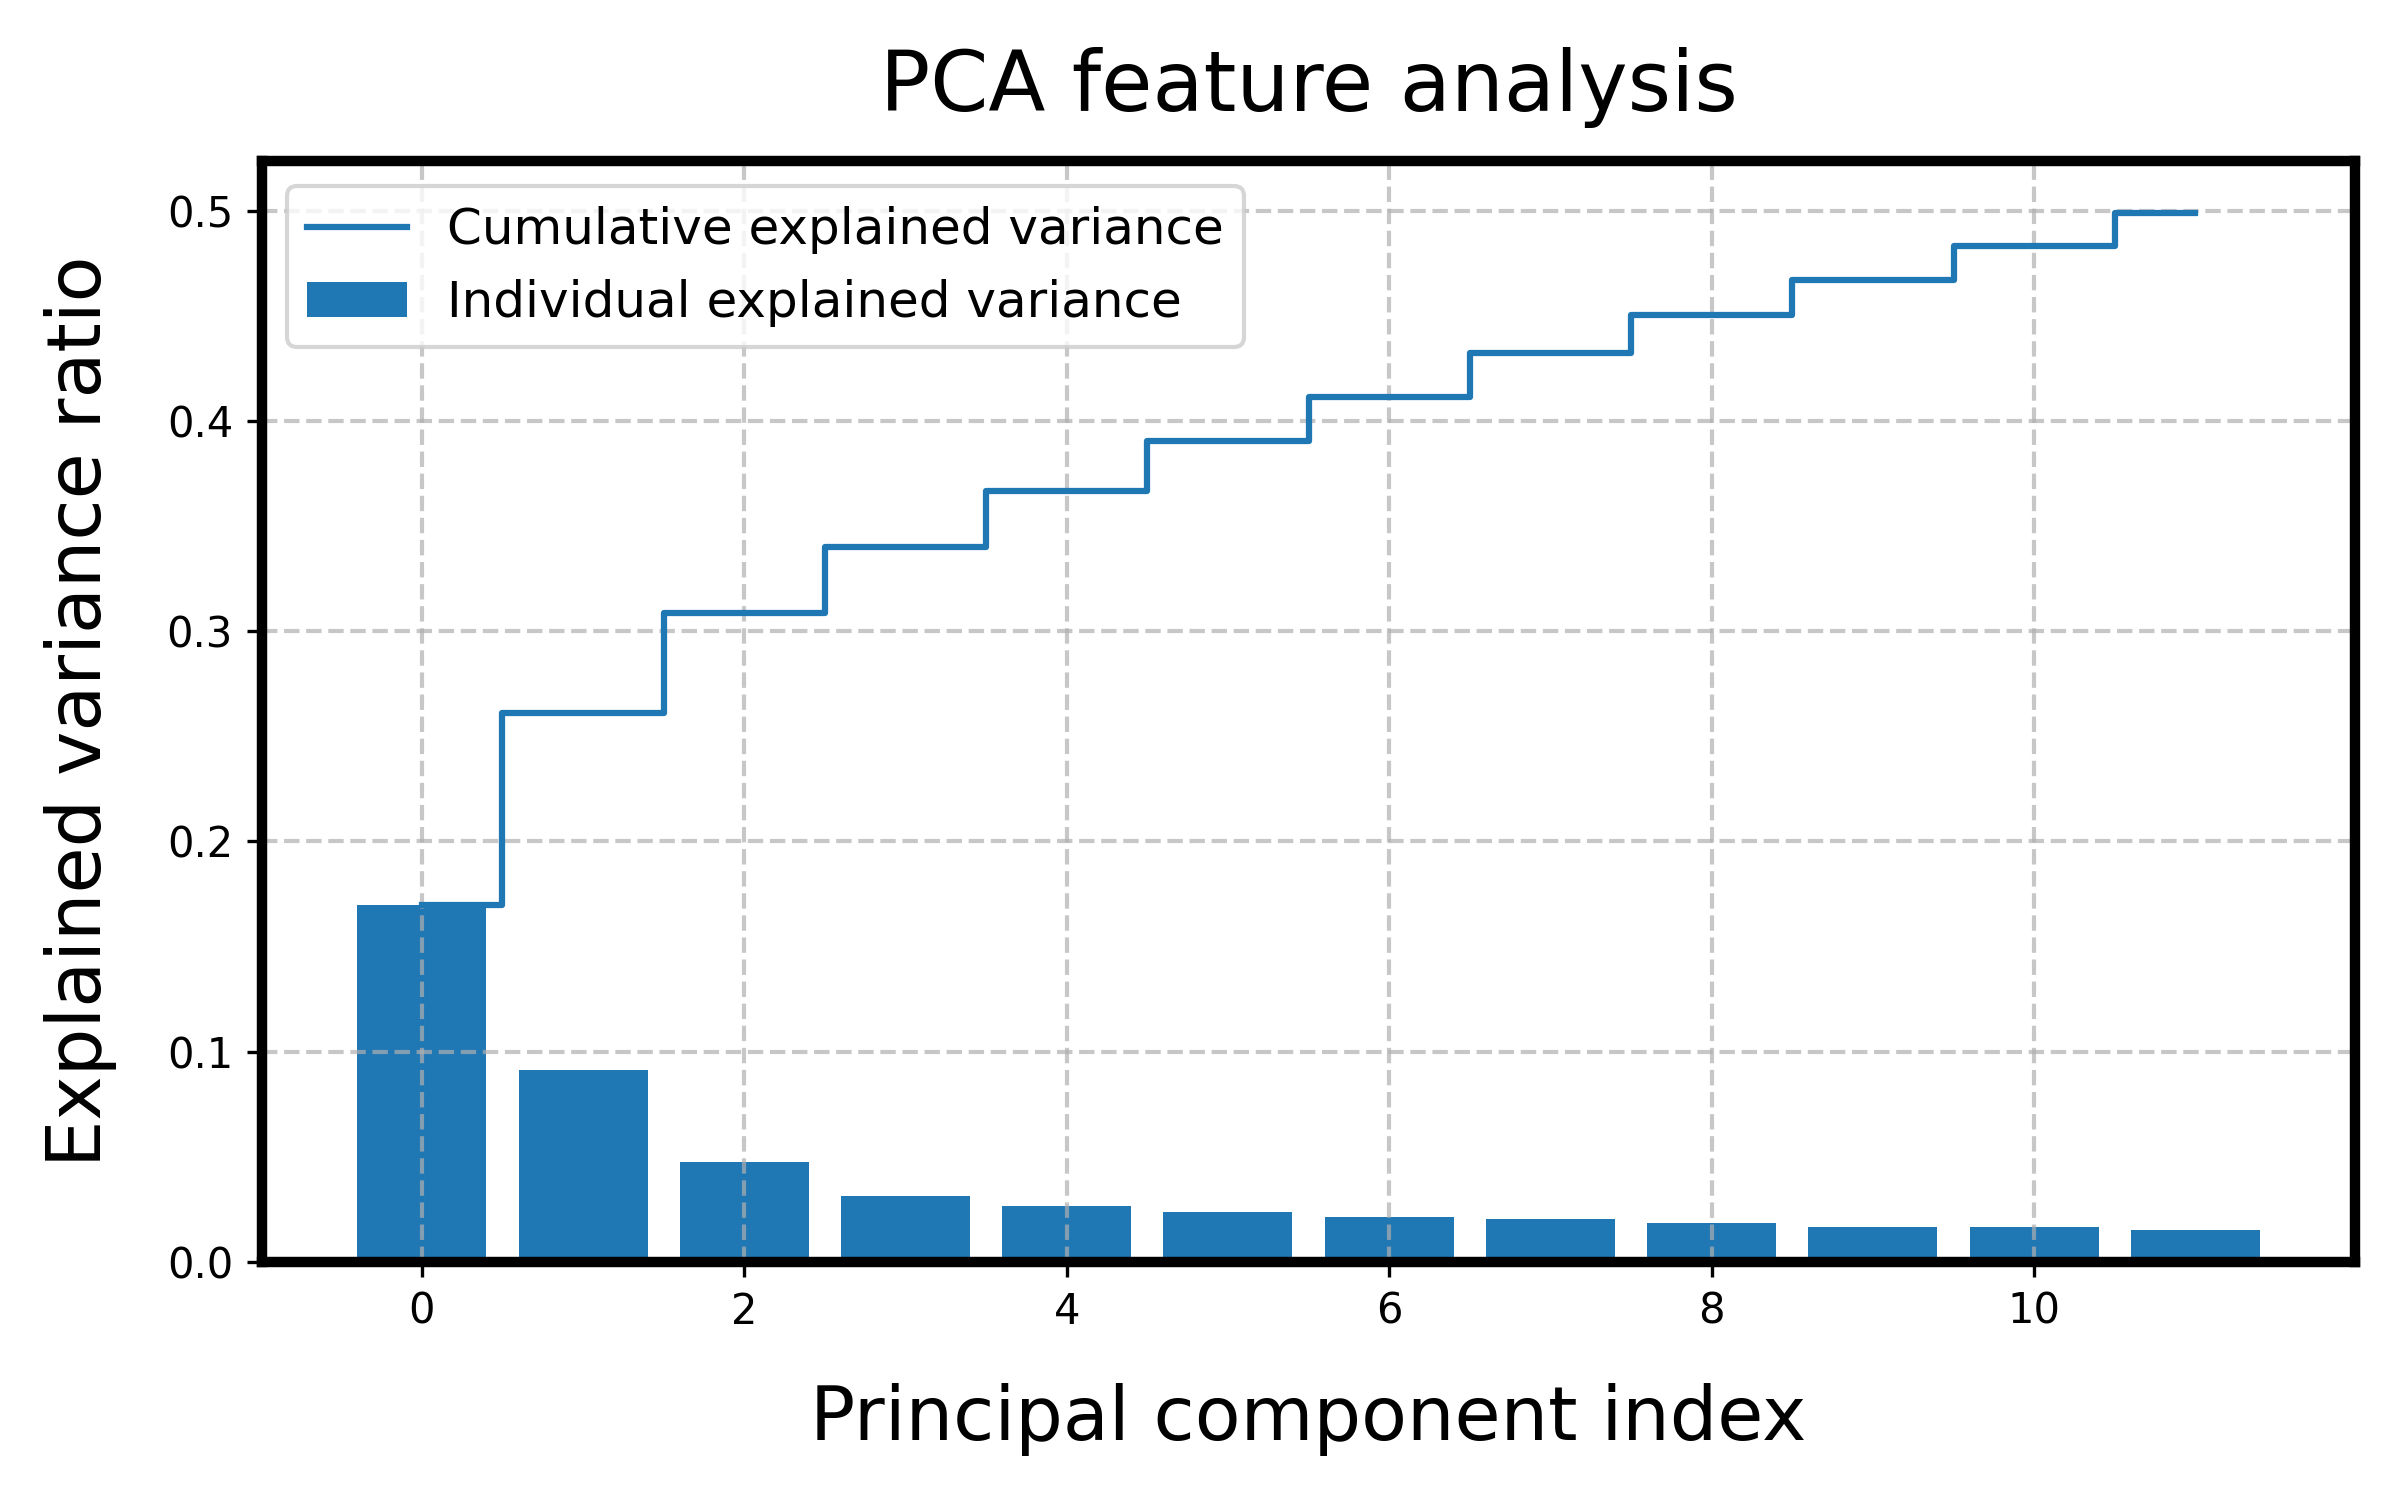 PCA feature analysis
Cumulative explained variance
Individual explained variance
Explained variance ratio
0.5
0.4
0.3
0.2
0.1
0.0
0 2 4 6 8 10
Principal component index